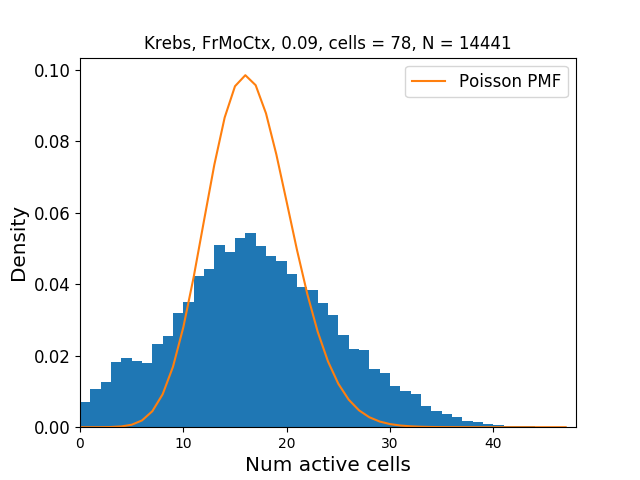 Krebs, FrMoCtx, 0.09, cells = 78, N = 14441
Poisson PMF
Density
0.10
0.08
0.06
0.04
0.02
0.00
0 10 20 30 40
Num active cells